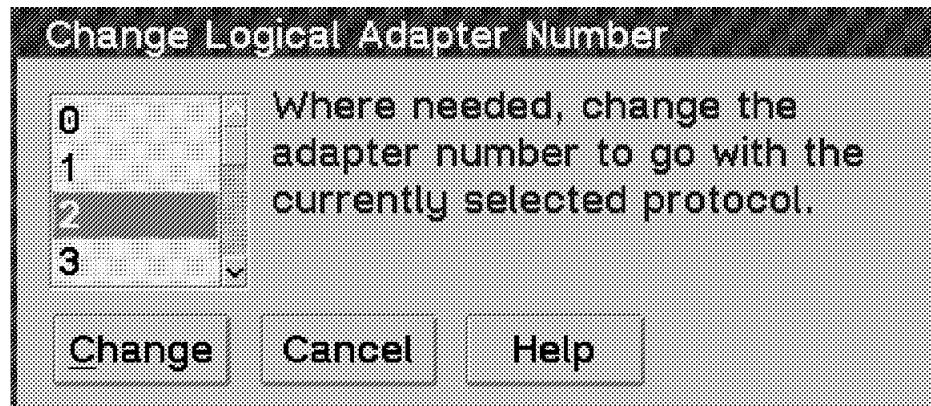 Change Logical Adapter Number
0
1
2
3
Where needed, change the
adapter number to go with the
currently selected protocol.
Change
Cancel
Help